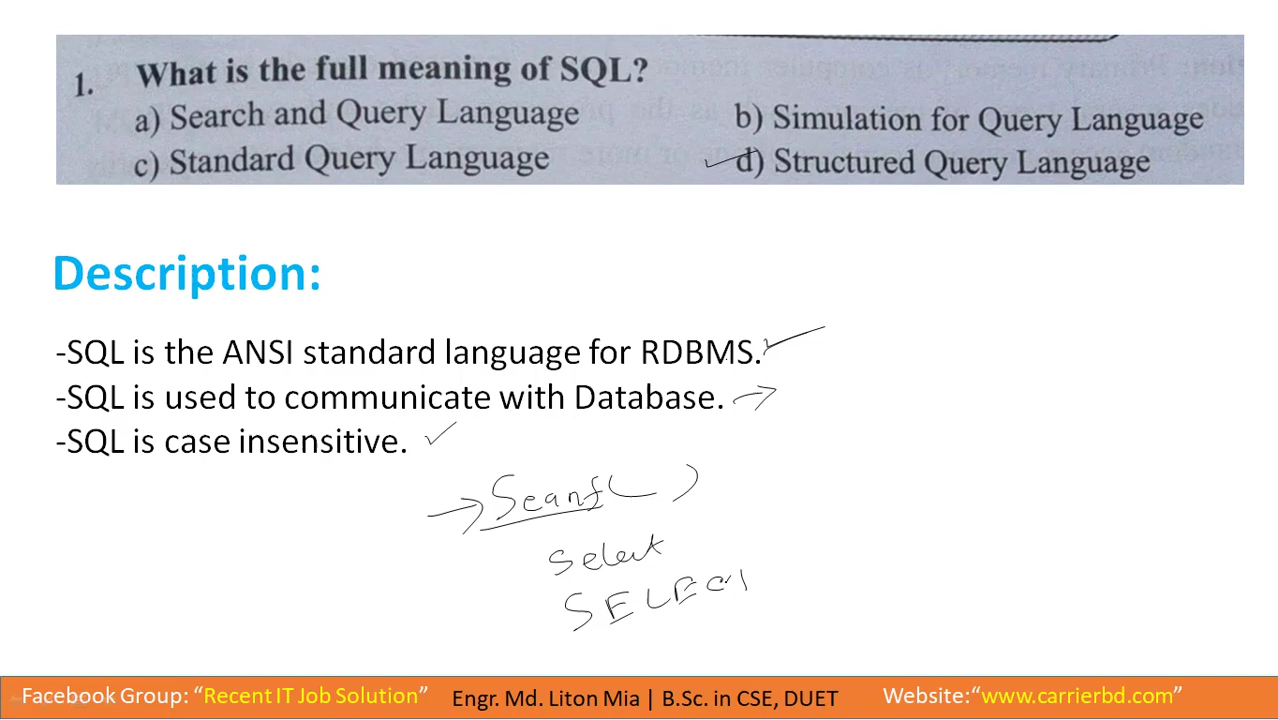 1. What is the full meaning of SQL?
a) Search and Query Language b) Simulation for Query Language
c) Standard Query Language d) Structured Query Language
Description:
-SQL is the ANSI standard language for RDBMS.
-SQL is used to communicate with Database.
-SQL is case insensitive.
Scanf( )
Select
SELECT
Facebook Group: “Recent IT Job Solution” Engr. Md. Liton Mia | B.Sc. in CSE, DUET Website:“www.carrierbd.com”